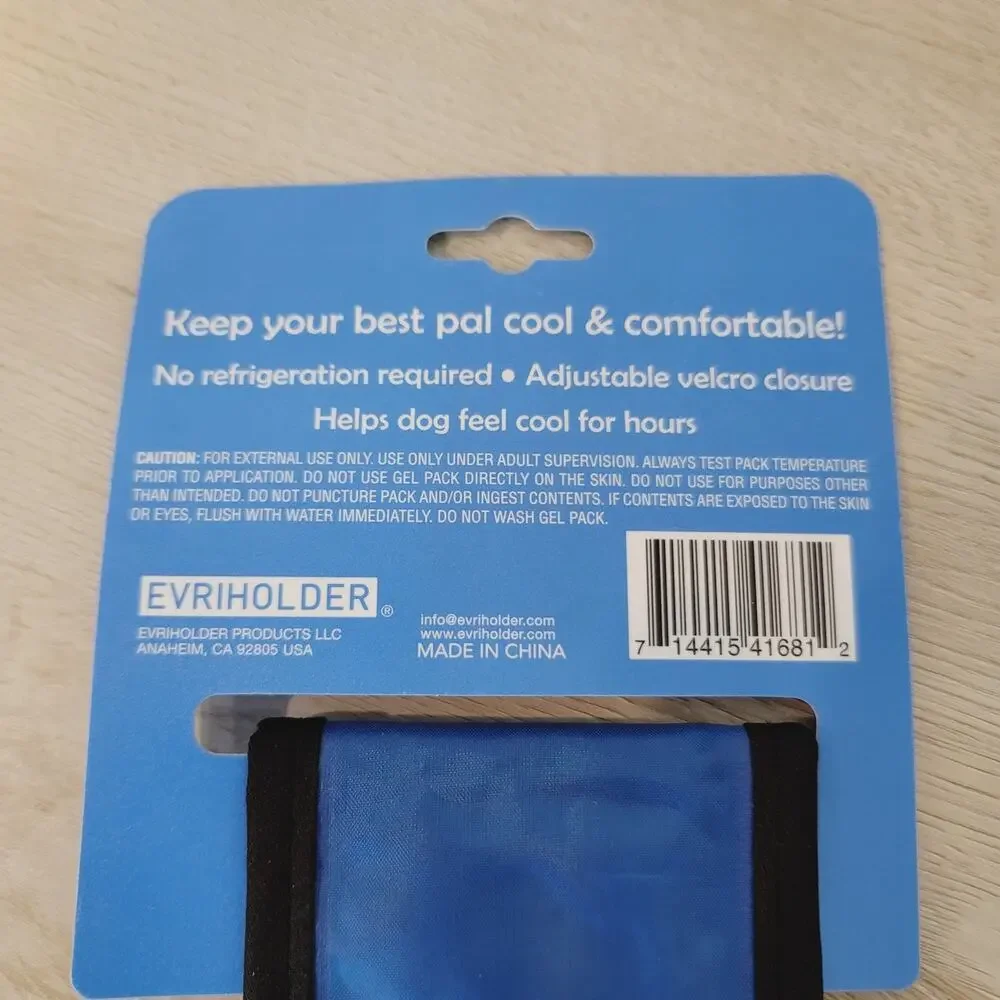 Keep your best pal cool & comfortable!
No refrigeration required • Adjustable velcro closure
Helps dog feel cool for hours
CAUTION: FOR EXTERNAL USE ONLY. USE ONLY UNDER ADULT SUPERVISION. ALWAYS TEST PACK TEMPERATURE
PRIOR TO APPLICATION. DO NOT USE GEL PACK DIRECTLY ON THE SKIN. DO NOT USE FOR PURPOSES OTHER
THAN INTENDED. DO NOT PUNCTURE PACK AND/OR INGEST CONTENTS. IF CONTENTS ARE EXPOSED TO THE SKIN
OR EYES, FLUSH WITH WATER IMMEDIATELY. DO NOT WASH GEL PACK.
EVRIHOLDER®
EVRIHOLDER PRODUCTS LLC
ANAHEIM, CA 92805 USA
info@evriholder.com
www.evriholder.com
MADE IN CHINA
7 14415 41681 2